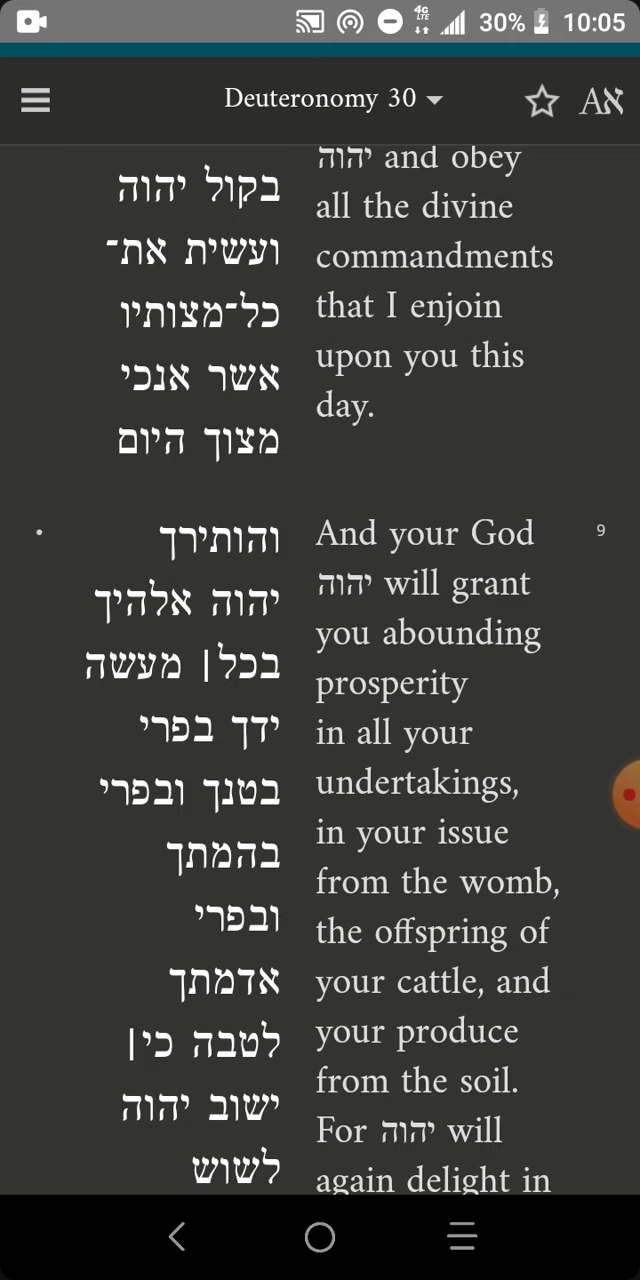 4G
LTE
30%
10:05
Deuteronomy 30
Aא
בקול יהוה
ועשית את־
כל־מצותיו
אשר אנכי
מצוך היום
יהוה and obey
all the divine
commandments
that I enjoin
upon you this
day.
והותירך
יהוה אלהיך
בכל׀ מעשה
ידך בפרי
בטנך ובפרי
בהמתך
ובפרי
אדמתך
לטבה כי׀
ישוב יהוה
לשוש
9
And your God
יהוה will grant
you abounding
prosperity
in all your
undertakings,
in your issue
from the womb,
the offspring of
your cattle, and
your produce
from the soil.
For יהוה will
again delight in